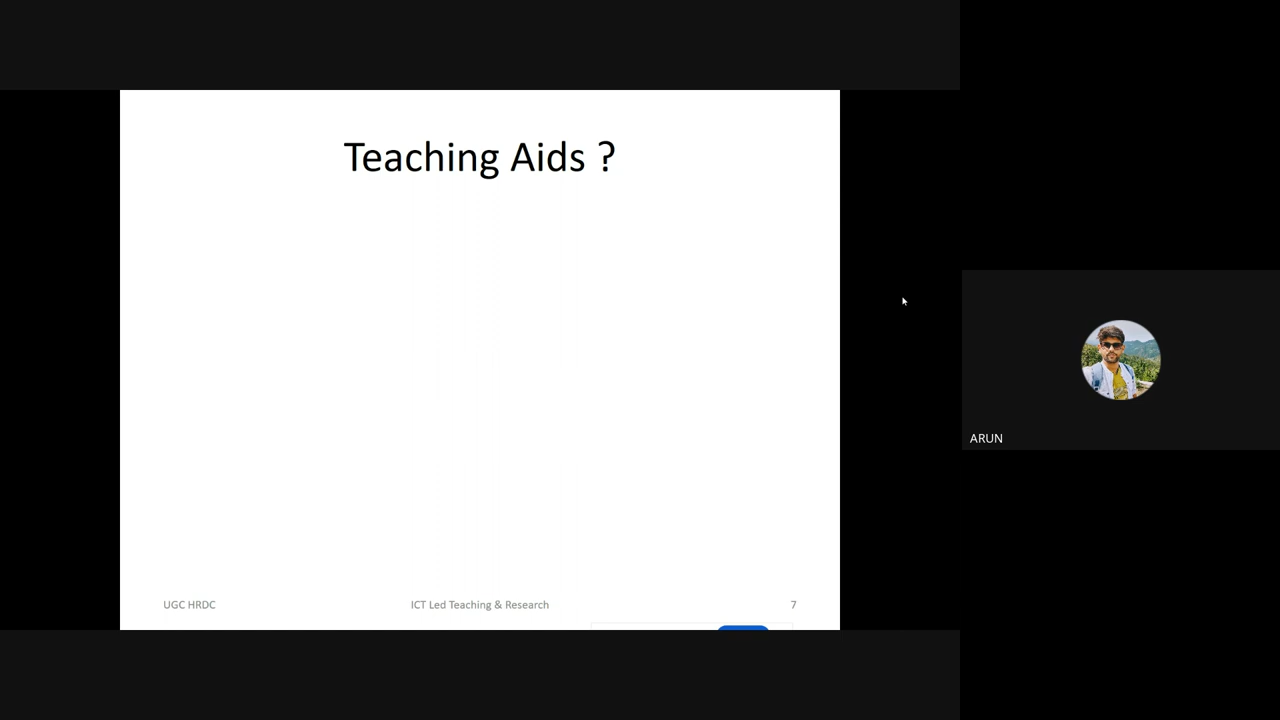 Teaching Aids ?
ARUN
UGC HRDC
ICT Led Teaching & Research
7